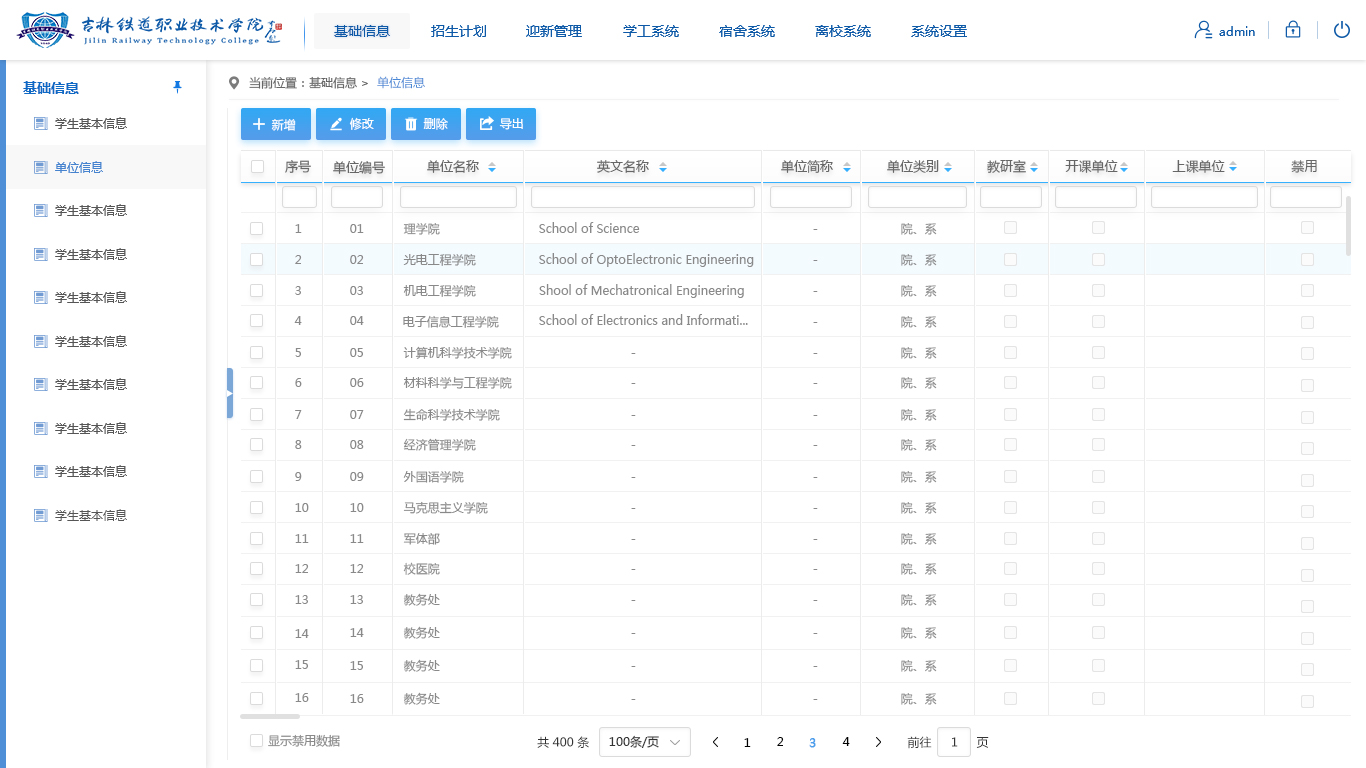 吉林铁道职业技术学院
Jilin Railway Technology College
基础信息 招生计划 迎新管理 学工系统 宿舍系统 离校系统 系统设置
admin
基础信息
学生基本信息
单位信息
学生基本信息
学生基本信息
学生基本信息
学生基本信息
学生基本信息
学生基本信息
学生基本信息
学生基本信息
当前位置：基础信息 > 单位信息
新增 修改 删除 导出
序号 单位编号 单位名称 英文名称 单位简称 单位类别 教研室 开课单位 上课单位 禁用
1 01 理学院 School of Science - 院、系
2 02 光电工程学院 School of OptoElectronic Engineering - 院、系
3 03 机电工程学院 Shool of Mechatronical Engineering - 院、系
4 04 电子信息工程学院 School of Electronics and Informati... - 院、系
5 05 计算机科学技术学院 - - 院、系
6 06 材料科学与工程学院 - - 院、系
7 07 生命科学技术学院 - - 院、系
8 08 经济管理学院 - - 院、系
9 09 外国语学院 - - 院、系
10 10 马克思主义学院 - - 院、系
11 11 军体部 - - 院、系
12 12 校医院 - - 院、系
13 13 教务处 - - 院、系
14 14 教务处 - - 院、系
15 15 教务处 - - 院、系
16 16 教务处 - - 院、系
显示禁用数据
共 400 条 100条/页 1 2 3 4 前往 1 页